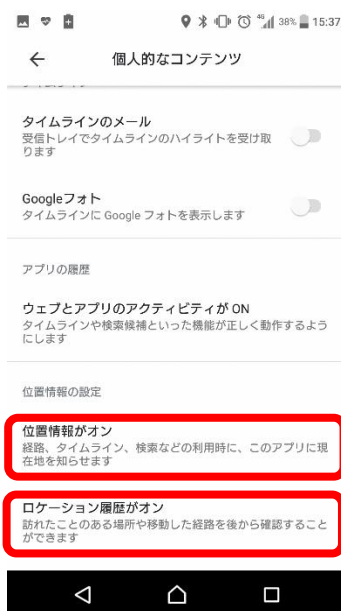 46 38% 15:37
個人的なコンテンツ
タイムラインのメール
受信トレイでタイムラインのハイライトを受け取
ります
Googleフォト
タイムラインに Google フォトを表示します
アプリの履歴
ウェブとアプリのアクティビティが ON
タイムラインや検索候補といった機能が正しく動作するよう
にします
位置情報の設定
位置情報がオン
経路、タイムライン、検索などの利用時に、このアプリに現
在地を知らせます
ロケーション履歴がオン
訪れたことのある場所や移動した経路を後から確認すること
ができます